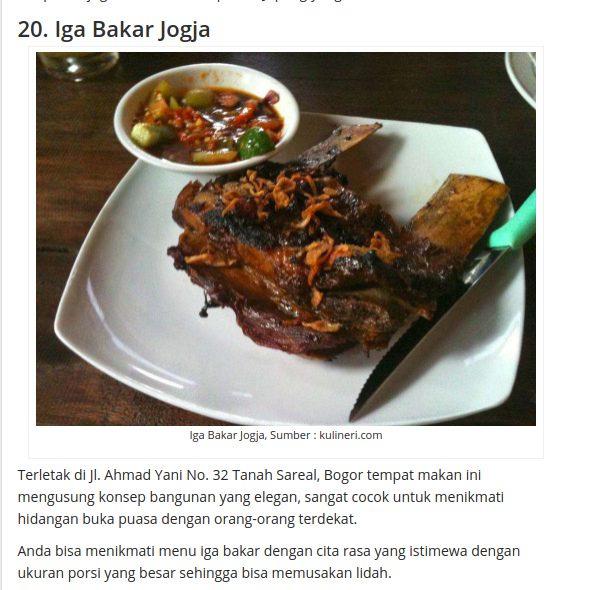 20. Iga Bakar Jogja
Iga Bakar Jogja, Sumber : kulineri.com
Terletak di Jl. Ahmad Yani No. 32 Tanah Sareal, Bogor tempat makan ini
mengusung konsep bangunan yang elegan, sangat cocok untuk menikmati
hidangan buka puasa dengan orang-orang terdekat.
Anda bisa menikmati menu iga bakar dengan cita rasa yang istimewa dengan
ukuran porsi yang besar sehingga bisa memusakan lidah.